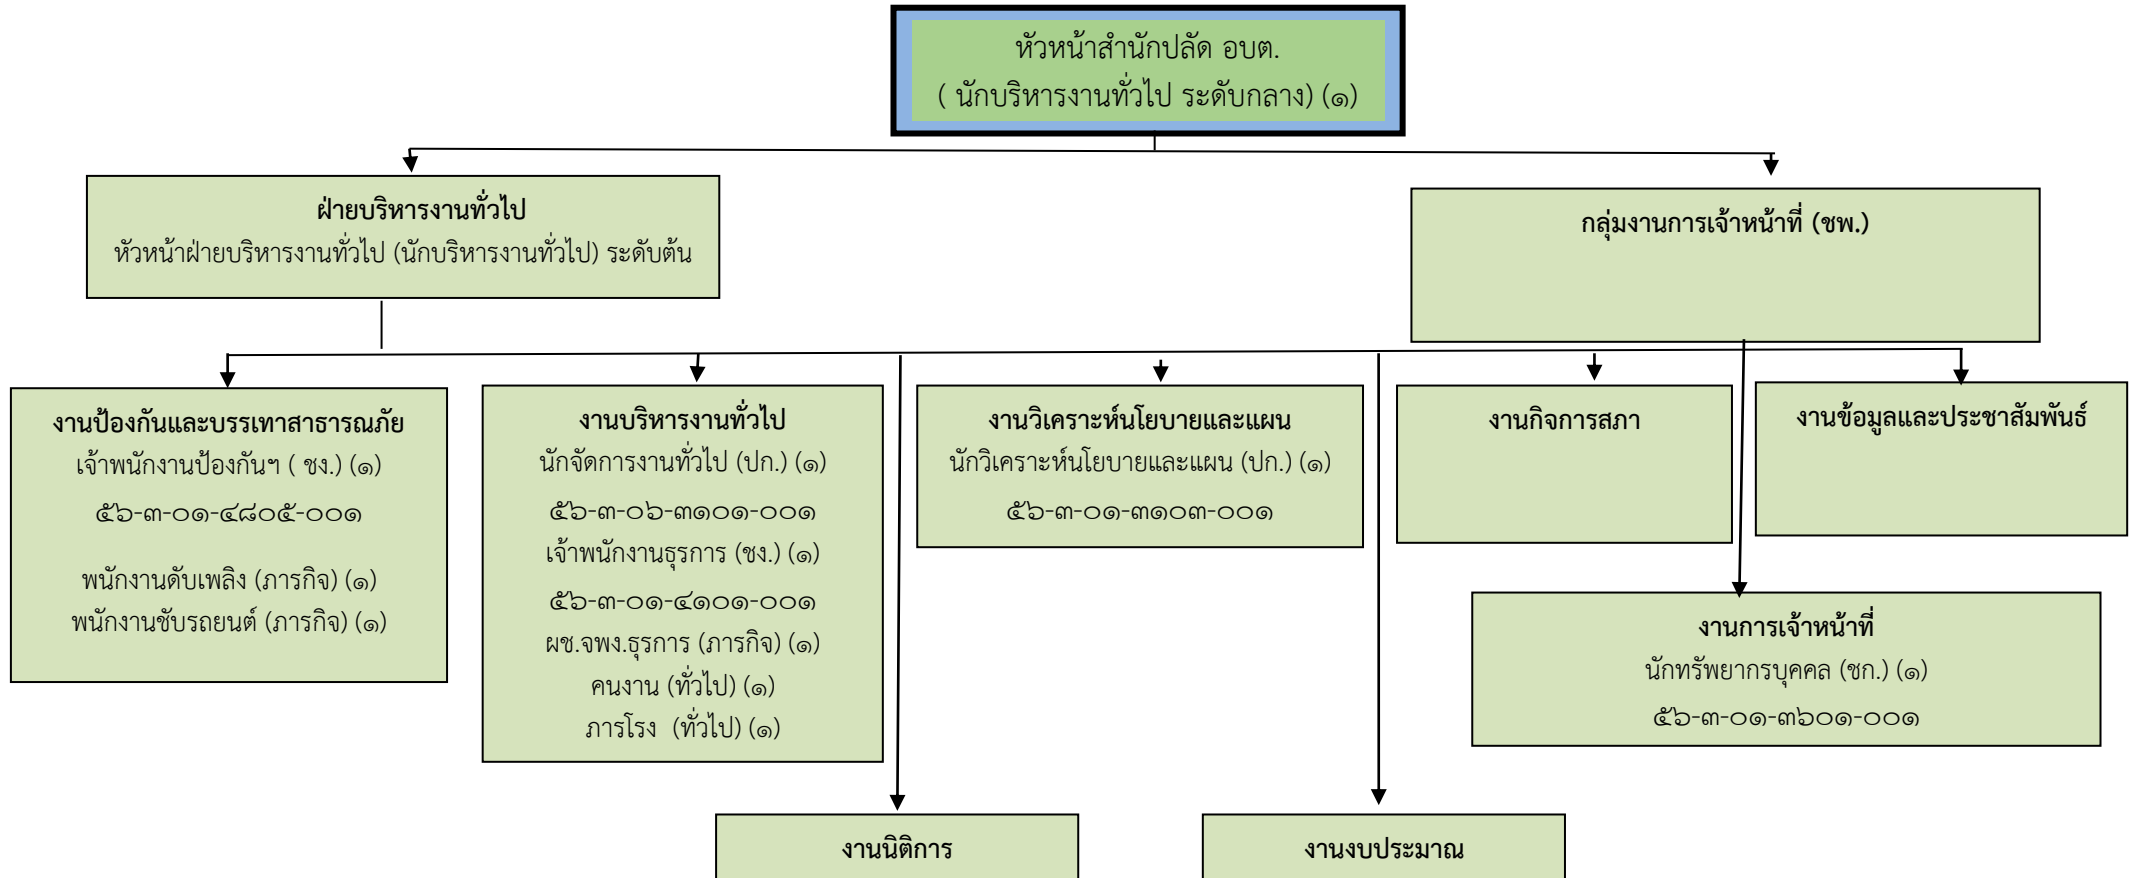 หัวหน้าสำนักปลัด อบต.
( นักบริหารงานทั่วไป ระดับกลาง) (๑)
ฝ่ายบริหารงานทั่วไป
หัวหน้าฝ่ายบริหารงานทั่วไป (นักบริหารงานทั่วไป) ระดับต้น
กลุ่มงานการเจ้าหน้าที่ (ชพ.)
งานป้องกันและบรรเทาสาธารณภัย
เจ้าพนักงานป้องกันฯ ( ชง.) (๑)
๕๖-๓-๐๑-๔๘๐๕-๐๐๑
พนักงานดับเพลิง (ภารกิจ) (๑)
พนักงานขับรถยนต์ (ภารกิจ) (๑)
งานบริหารงานทั่วไป
นักจัดการงานทั่วไป (ปก.) (๑)
๕๖-๓-๐๖-๓๑๐๑-๐๐๑
เจ้าพนักงานธุรการ (ชง.) (๑)
๕๖-๓-๐๑-๔๑๐๑-๐๐๑
ผช.จพง.ธุรการ (ภารกิจ) (๑)
คนงาน (ทั่วไป) (๑)
ภารโรง (ทั่วไป) (๑)
งานวิเคราะห์นโยบายและแผน
นักวิเคราะห์นโยบายและแผน (ปก.) (๑)
๕๖-๓-๐๑-๓๑๐๓-๐๐๑
งานกิจการสภา
งานข้อมูลและประชาสัมพันธ์
งานการเจ้าหน้าที่
นักทรัพยากรบุคคล (ชก.) (๑)
๕๖-๓-๐๑-๓๖๐๑-๐๐๑
งานนิติการ
งานงบประมาณ